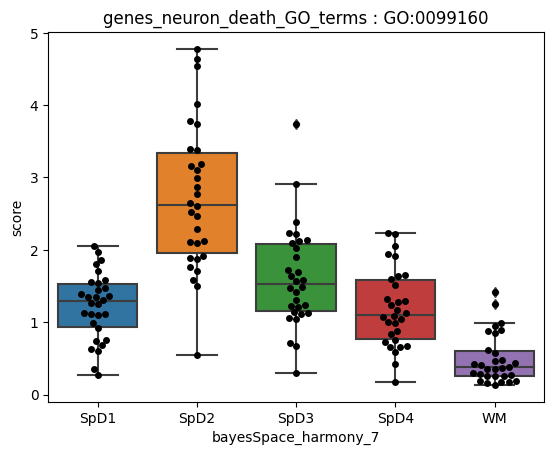 genes_neuron_death_GO_terms : GO:0099160
5
4
3
2
1
0
score
SpD1 SpD2 SpD3 SpD4 WM
bayesSpace_harmony_7